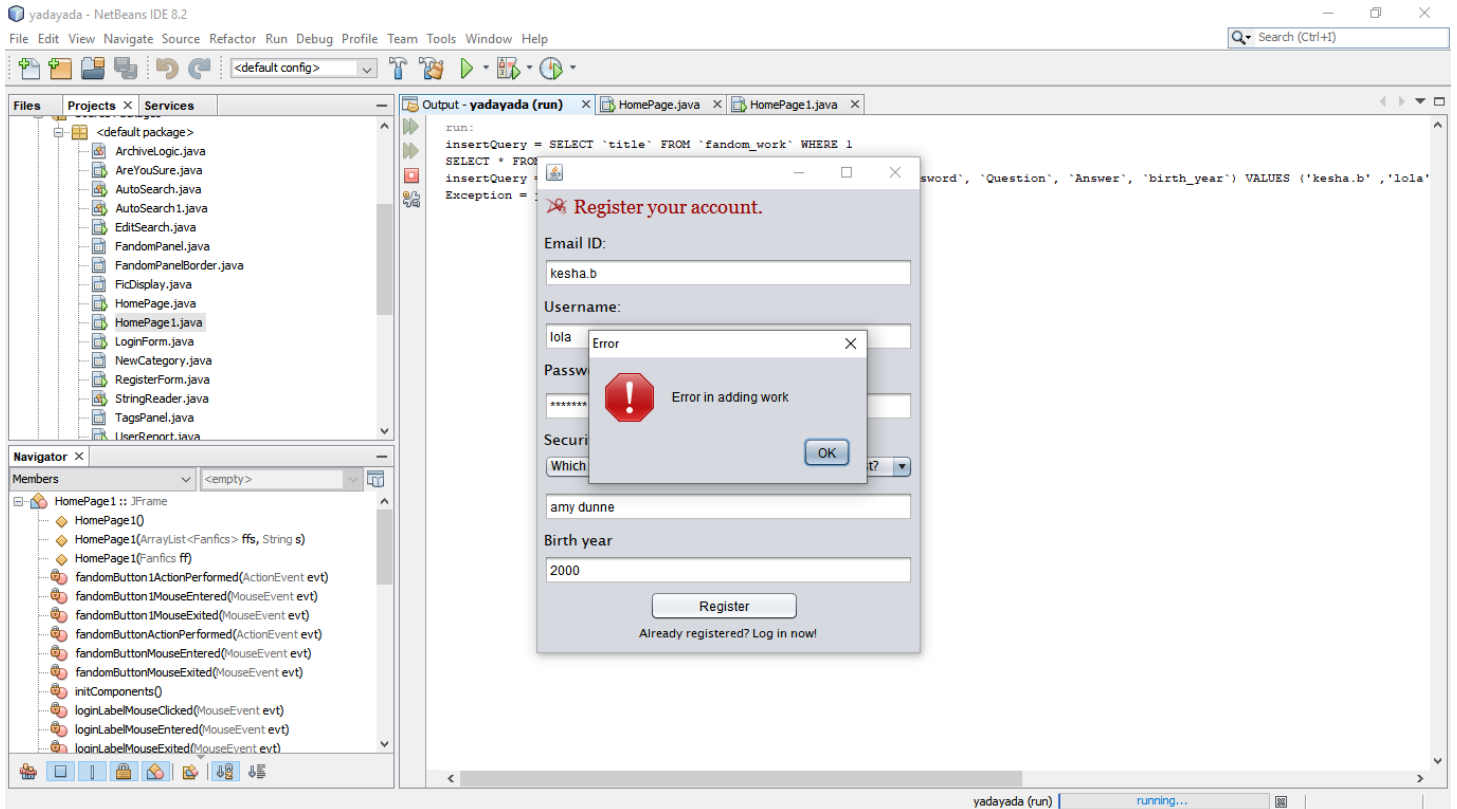 yadayada - NetBeans IDE 8.2
File Edit View Navigate Source Refactor Run Debug Profile Team Tools Window Help
Search (Ctrl+I)
<default config>
Files Projects Services
<default package>
ArchiveLogic.java
AreYouSure.java
AutoSearch.java
AutoSearch1.java
EditSearch.java
FandomPanel.java
FandomPanelBorder.java
FicDisplay.java
HomePage.java
HomePage1.java
LoginForm.java
NewCategory.java
RegisterForm.java
StringReader.java
TagsPanel.java
UserReport.java
Navigator
Members
<empty>
HomePage1 :: JFrame
HomePage1()
HomePage1(ArrayList<Fanfics> ffs, String s)
HomePage1(Fanfics ff)
fandomButton1ActionPerformed(ActionEvent evt)
fandomButton1MouseEntered(MouseEvent evt)
fandomButton1MouseExited(MouseEvent evt)
fandomButtonActionPerformed(ActionEvent evt)
fandomButtonMouseEntered(MouseEvent evt)
fandomButtonMouseExited(MouseEvent evt)
initComponents()
loginLabelMouseClicked(MouseEvent evt)
loginLabelMouseEntered(MouseEvent evt)
loginLabelMouseExited(MouseEvent evt)
Output - yadayada (run) HomePage.java HomePage1.java
run:
insertQuery = SELECT `title` FROM `fandom_work` WHERE 1
SELECT * FROM
insertQuery = `Question`, `Answer`, `birth_year`) VALUES ('kesha.b' ,'lola'
Exception =
Register your account.
Email ID:
kesha.b
Username:
lola
*******
Which
t?
amy dunne
Birth year
2000
Register
Already registered? Log in now!
Error
Error in adding work
OK
yadayada (run) running...